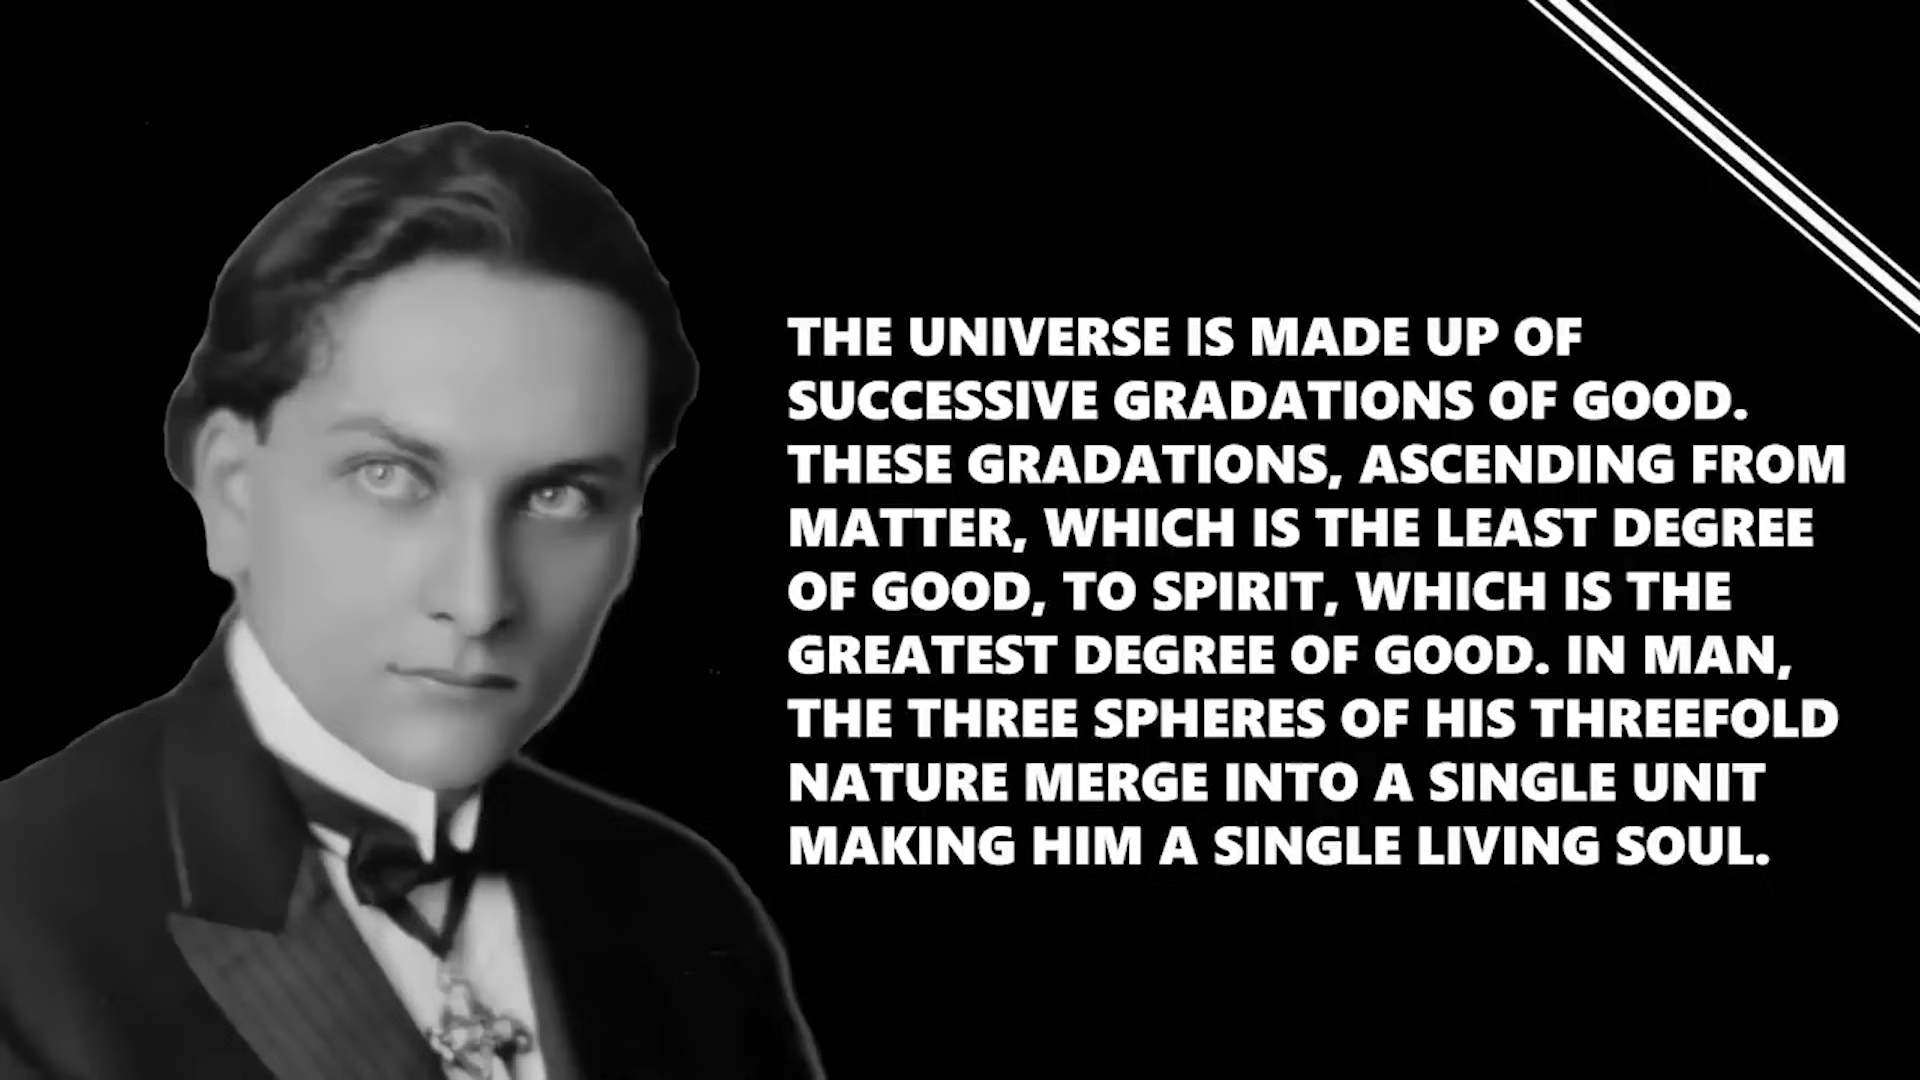 THE UNIVERSE IS MADE UP OF
SUCCESSIVE GRADATIONS OF GOOD.
THESE GRADATIONS, ASCENDING FROM
MATTER, WHICH IS THE LEAST DEGREE
OF GOOD, TO SPIRIT, WHICH IS THE
GREATEST DEGREE OF GOOD. IN MAN,
THE THREE SPHERES OF HIS THREEFOLD
NATURE MERGE INTO A SINGLE UNIT
MAKING HIM A SINGLE LIVING SOUL.